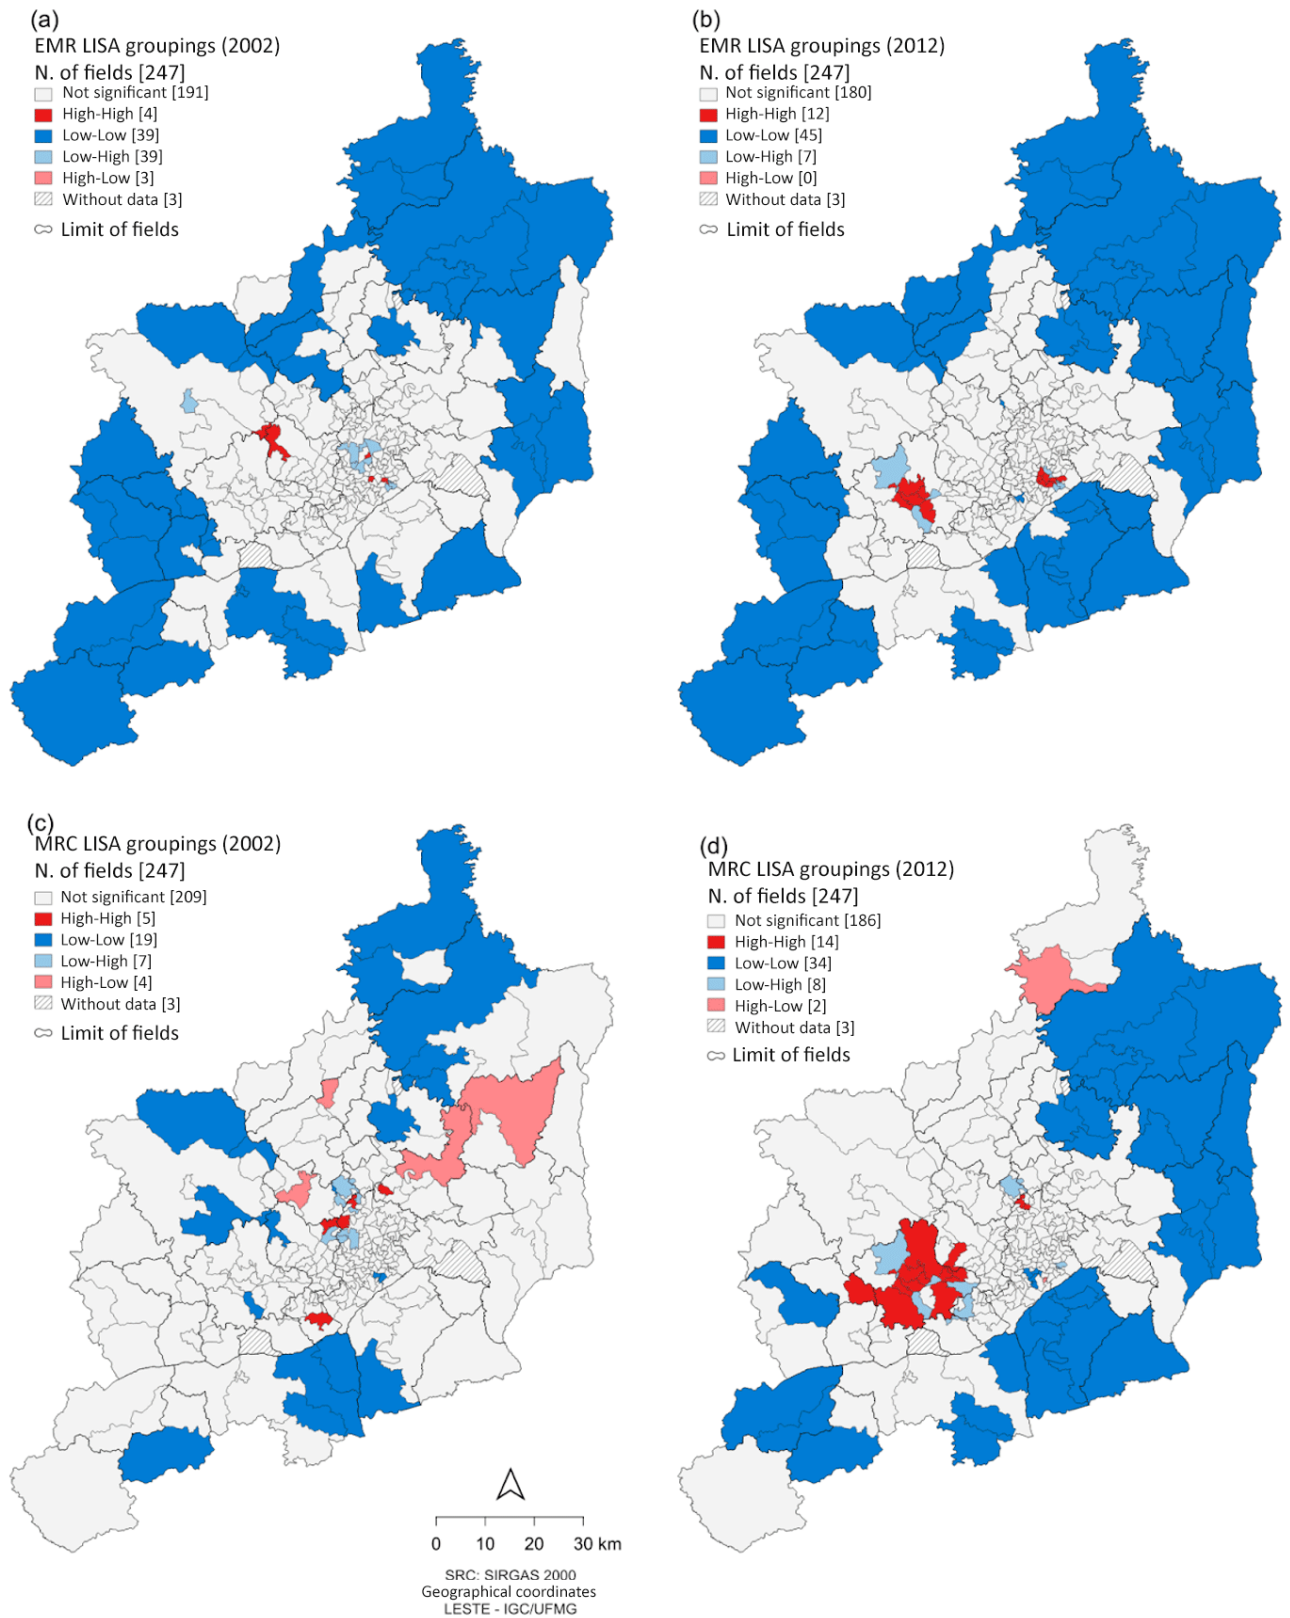 (a)
EMR LISA groupings (2002)
N. of fields [247]
Not significant [191]
High-High [4]
Low-Low [39]
Low-High [39]
High-Low [3]
Without data [3]
Limit of fields
(b)
EMR LISA groupings (2012)
N. of fields [247]
Not significant [180]
High-High [12]
Low-Low [45]
Low-High [7]
High-Low [0]
Without data [3]
Limit of fields
(c)
MRC LISA groupings (2002)
N. of fields [247]
Not significant [209]
High-High [5]
Low-Low [19]
Low-High [7]
High-Low [4]
Without data [3]
Limit of fields
(d)
MRC LISA groupings (2012)
N. of fields [247]
Not significant [186]
High-High [14]
Low-Low [34]
Low-High [8]
High-Low [2]
Without data [3]
Limit of fields
0 10 20 30 km
SRC: SIRGAS 2000
Geographical coordinates
LESTE - IGC/UFMG